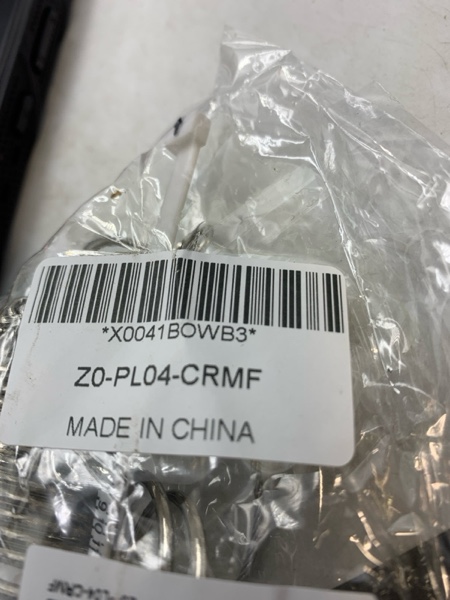 *X0041BOWB3*
Z0-PL04-CRMF
MADE IN CHINA